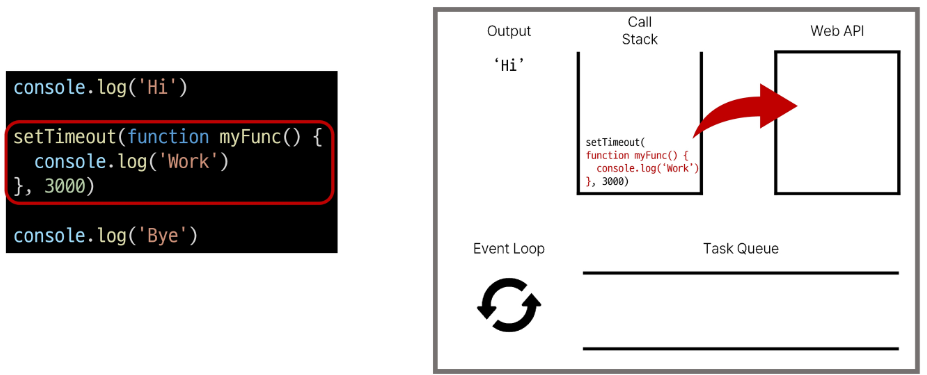 console.log('Hi')
setTimeout(function myFunc() {
  console.log('Work')
}, 3000)
console.log('Bye')
Output
Call
Stack
Web API
‘Hi’
setTimeout(
function myFunc() {
  console.log(‘Work’)
}, 3000)
Event Loop
Task Queue